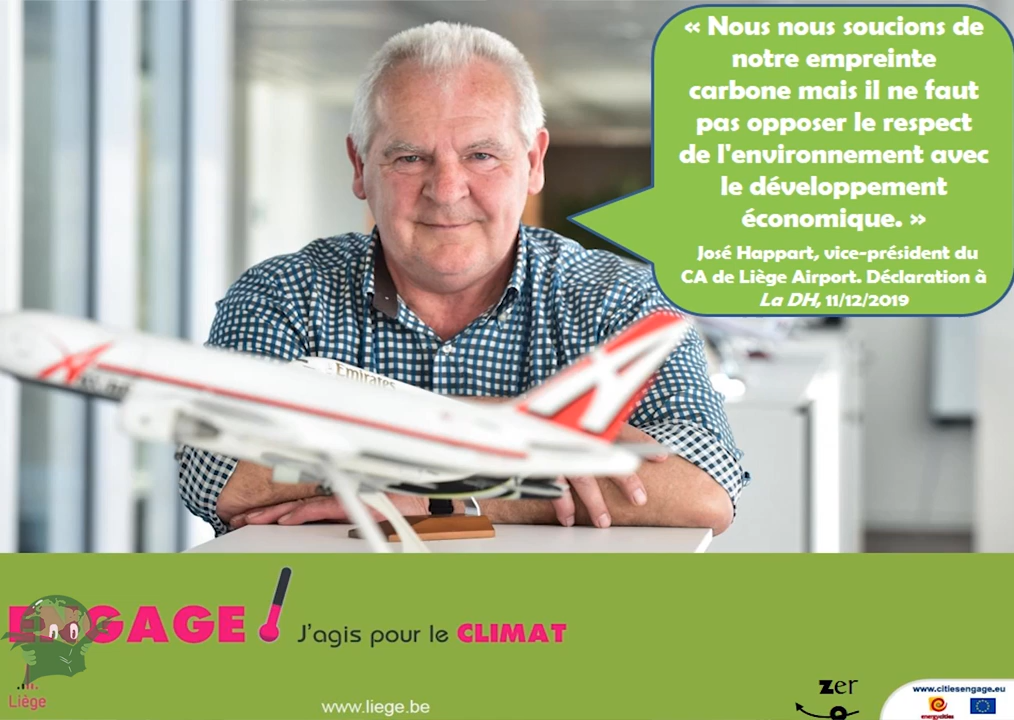 « Nous nous soucions de
notre empreinte
carbone mais il ne faut
pas opposer le respect
de l'environnement avec
le développement
économique. »
José Happart, vice-président du
CA de Liège Airport. Déclaration à
La DH, 11/12/2019
Emirates
ENGAGE!
J'agis pour le CLIMAT
Liège
www.liege.be
zer
www.citiesengage.eu
energycities